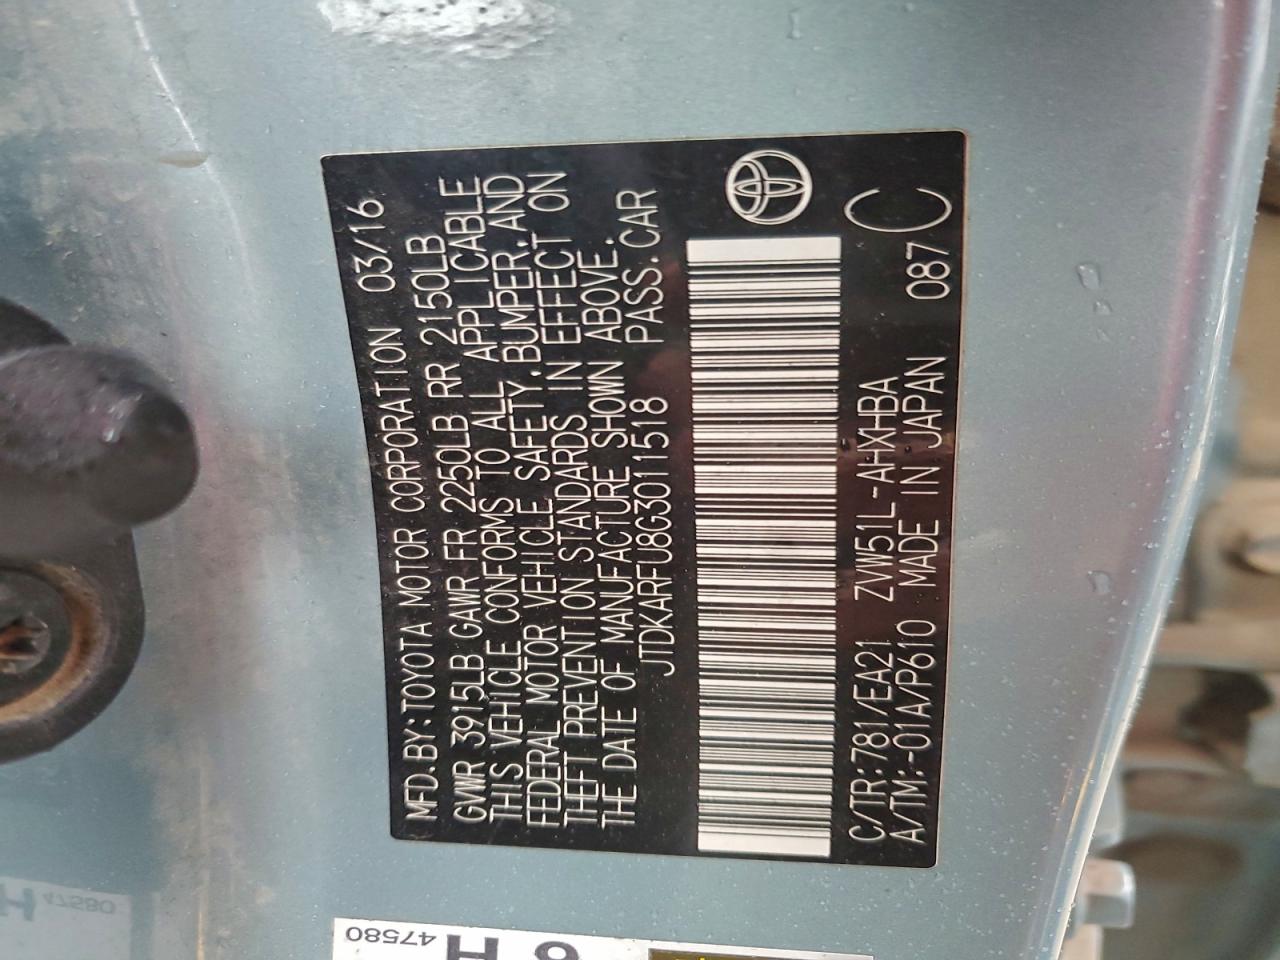 MFD.BY:TOYOTA MOTOR CORPORATION 03/16
GVWR 3915LB GAWR FR 2250LB RR 2150LB
THIS VEHICLE CONFORMS TO ALL APPLICABLE
FEDERAL MOTOR VEHICLE SAFETY,BUMPER,AND
THEFT PREVENTION STANDARDS IN EFFECT ON
THE DATE OF MANUFACTURE SHOWN ABOVE.
JTDKARFU8G3011518 PASS.CAR
C/TR:781/EA21 ZVW51L-AHXHBA C
A/TM:-01A/P610 MADE IN JAPAN 087
47580
H
47580
H